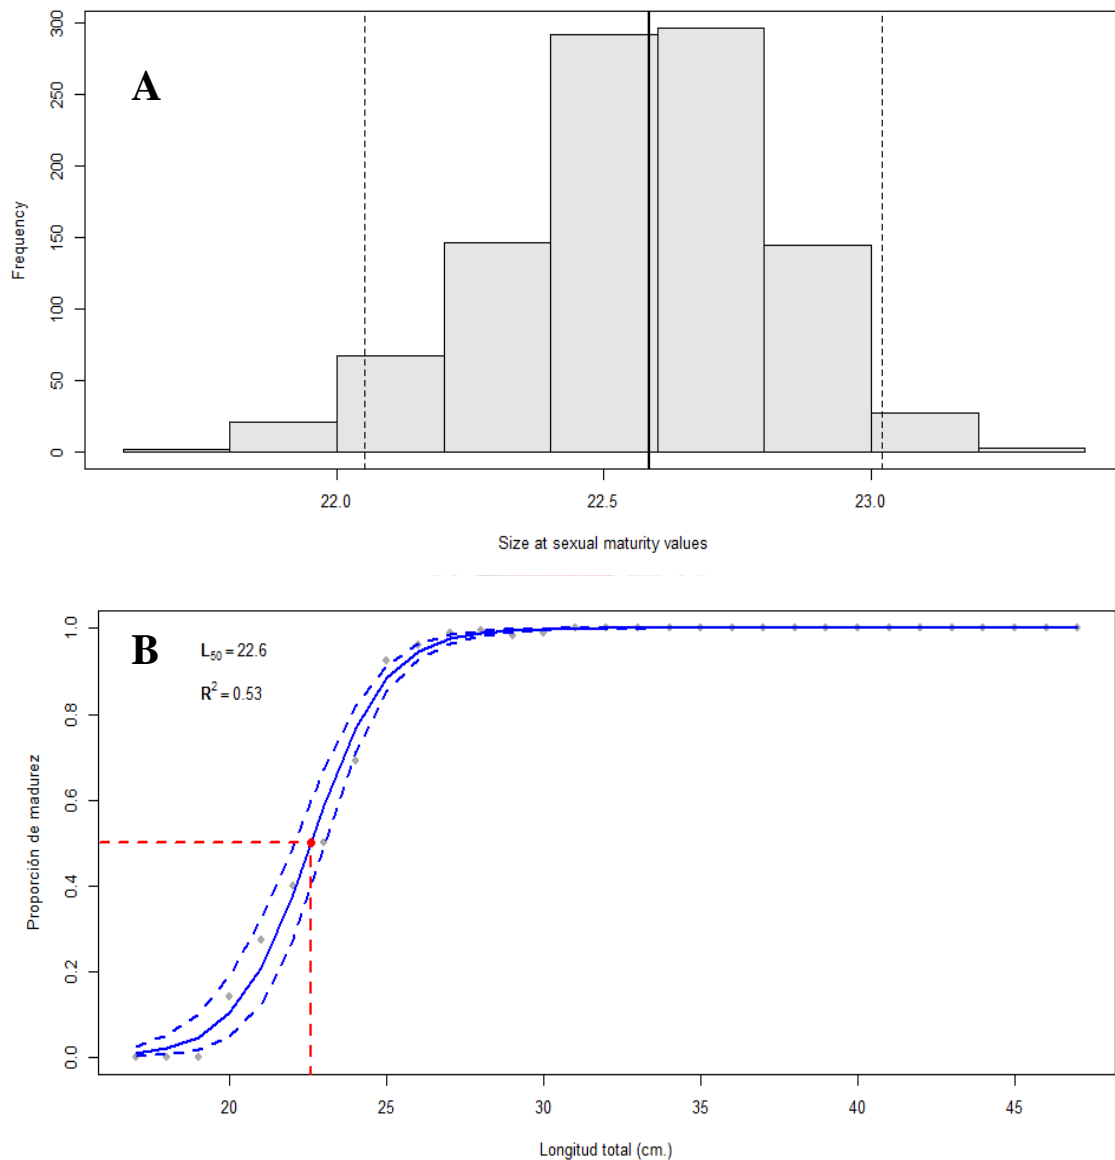 A
300
250
200
150
100
50
0
Frequency
22.0 22.5 23.0
Size at sexual maturity values
B
L50 = 22.6
R2 = 0.53
1.0
0.8
0.6
0.4
0.2
0.0
Proporción de madurez
20 25 30 35 40 45
Longitud total (cm.)